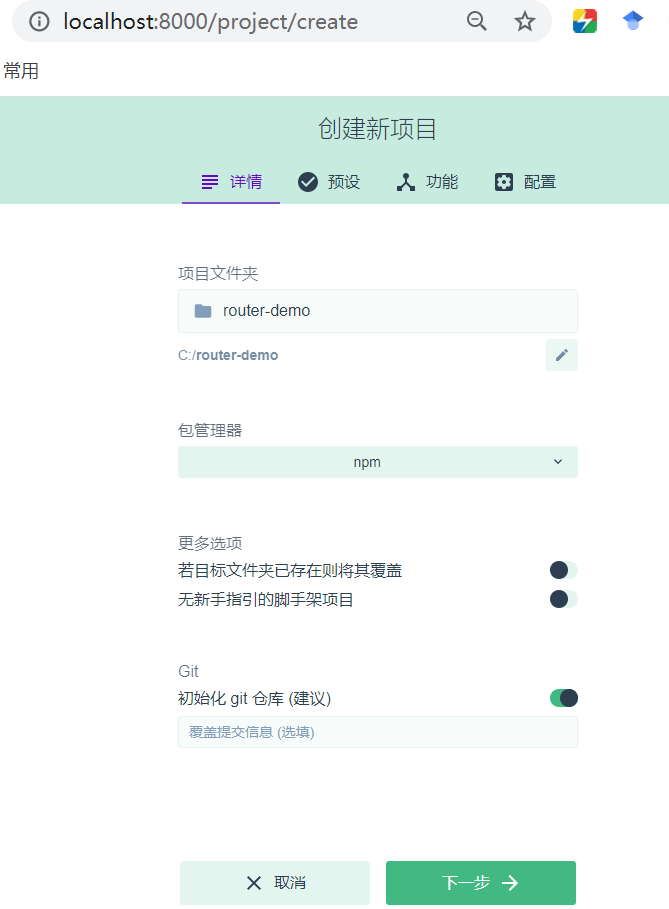 localhost:8000/project/create
常用
创建新项目
详情 预设 功能 配置
项目文件夹
router-demo
C:/router-demo
包管理器
npm
更多选项
若目标文件夹已存在则将其覆盖
无新手指引的脚手架项目
Git
初始化 git 仓库 (建议)
覆盖提交信息 (选填)
取消 下一步